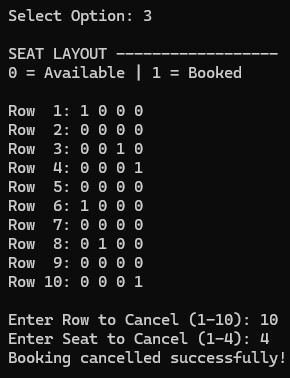 Select Option: 3
SEAT LAYOUT ------------------
0 = Available | 1 = Booked
Row  1: 1 0 0 0
Row  2: 0 0 0 0
Row  3: 0 0 1 0
Row  4: 0 0 0 1
Row  5: 0 0 0 0
Row  6: 1 0 0 0
Row  7: 0 0 0 0
Row  8: 0 1 0 0
Row  9: 0 0 0 0
Row 10: 0 0 0 1
Enter Row to Cancel (1-10): 10
Enter Seat to Cancel (1-4): 4
Booking cancelled successfully!